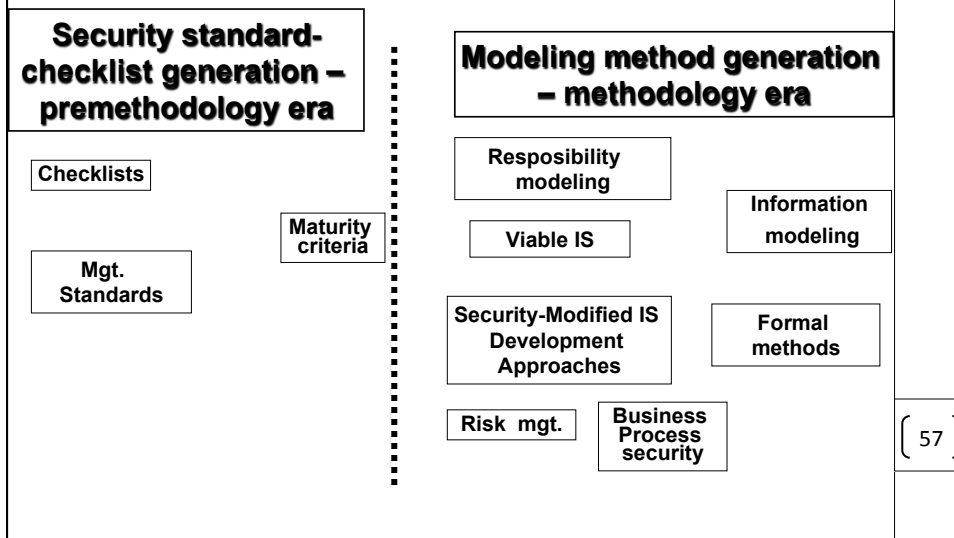 Security standard-
checklist generation –
premethodology era
Modeling method generation
– methodology era
Checklists
Maturity
criteria
Mgt.
Standards
Resposibility
modeling
Information
modeling
Viable IS
Security-Modified IS
Development
Approaches
Formal
methods
Risk mgt.
Business
Process
security
57